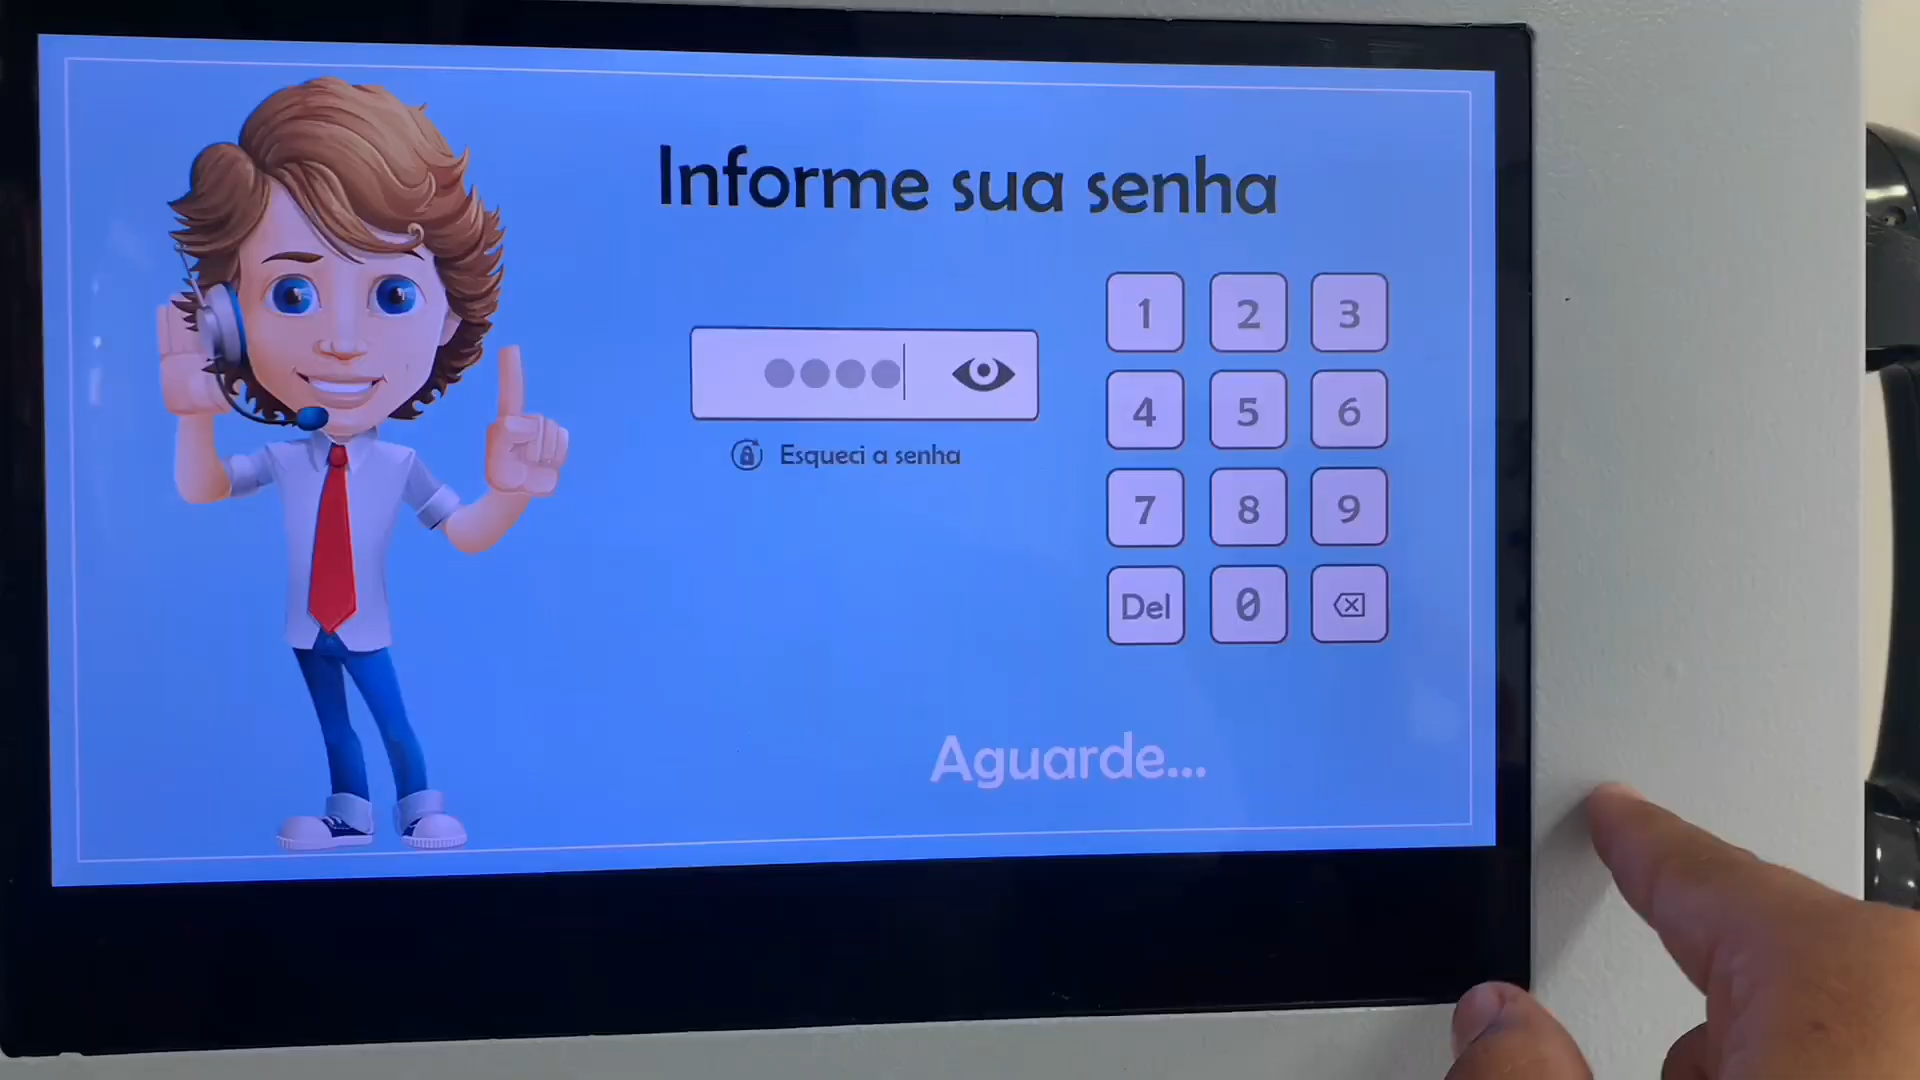 Informe sua senha
1 2 3
4 5 6
Esqueci a senha
7 8 9
Del 0
Aguarde...